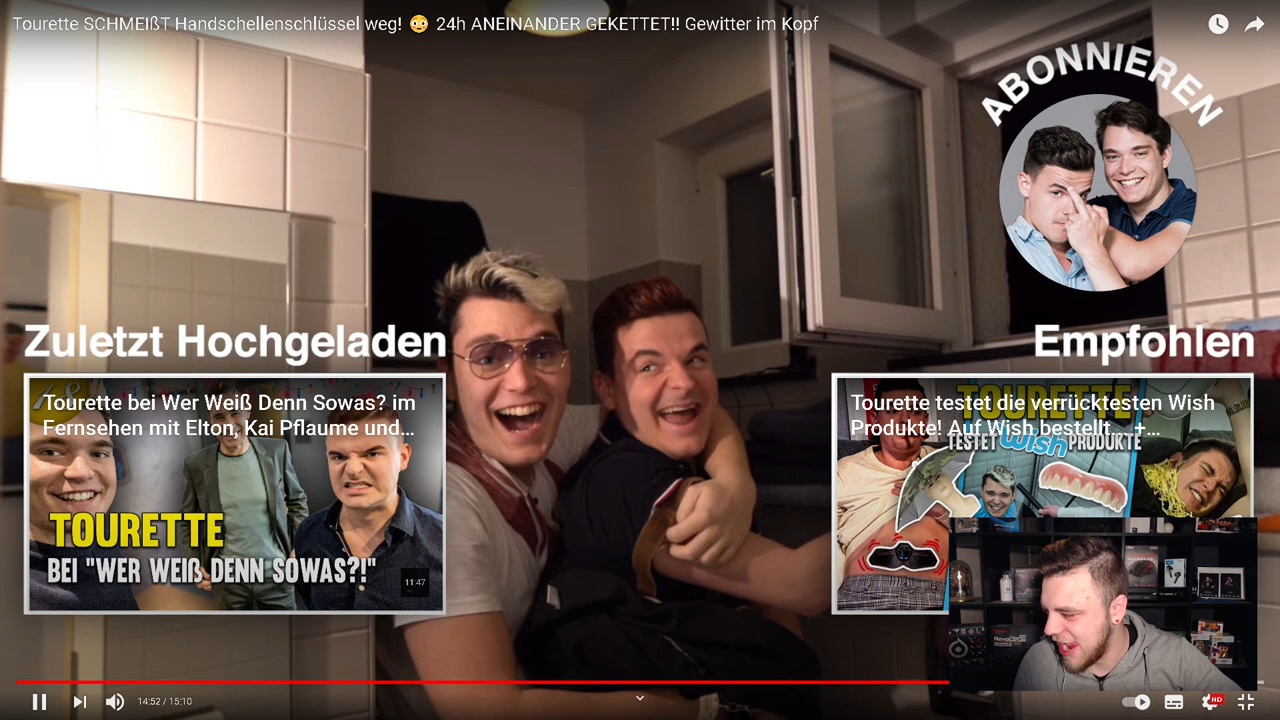 Tourette SCHMEIßT Handschellenschlüssel weg! 😳 24h ANEINANDER GEKETTET!! Gewitter im Kopf
ABONNIEREN
Zuletzt Hochgeladen
Empfohlen
Tourette bei Wer Weiß Denn Sowas? im
Fernsehen mit Elton, Kai Pflaume und...
TOURETTE
BEI "WER WEIß DENN SOWAS?!"
11:47
Tourette testet die verrücktesten Wish
Produkte! Auf Wish bestellt... +...
TOURETTE
TESTET wish PRODUKTE
14:52 / 15:10
HD